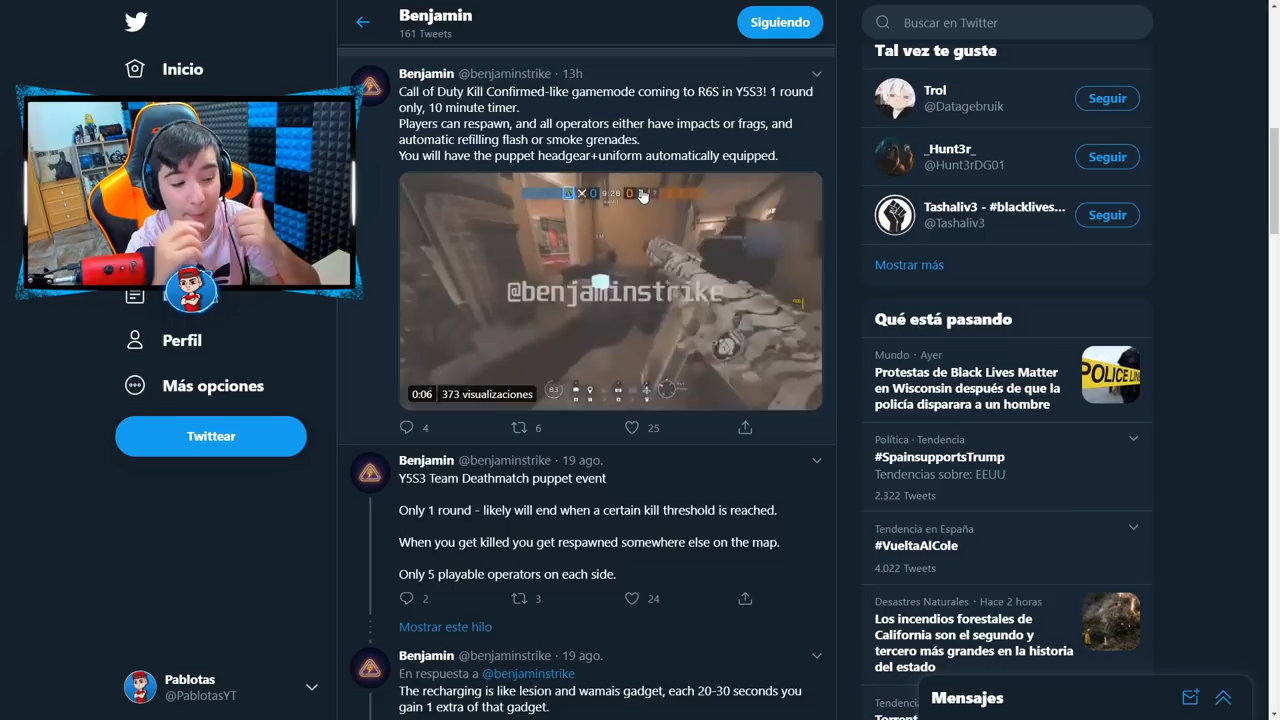 Inicio
Perfil
Más opciones
Twittear
Pablotas
@PablotasYT
Benjamin
161 Tweets
Siguiendo
Benjamin @benjaminstrike · 13h
Call of Duty Kill Confirmed-like gamemode coming to R6S in Y5S3! 1 round
only, 10 minute timer.
Players can respawn, and all operators either have impacts or frags, and
automatic refilling flash or smoke grenades.
You will have the puppet headgear+uniform automatically equipped.
0 9:26 0
@benjaminstrike
0:06 373 visualizaciones
4 6 25
Benjamin @benjaminstrike · 19 ago.
Y5S3 Team Deathmatch puppet event
Only 1 round - likely will end when a certain kill threshold is reached.
When you get killed you get respawned somewhere else on the map.
Only 5 playable operators on each side.
2 3 24
Mostrar este hilo
Benjamin @benjaminstrike · 19 ago.
En respuesta a @benjaminstrike
The recharging is like lesion and wamais gadget, each 20-30 seconds you
gain 1 extra of that gadget.
Buscar en Twitter
Tal vez te guste
Trol
@Datagebruik
Seguir
_Hunt3r_
@Hunt3rDG01
Seguir
Tashaliv3 - #blacklives...
@Tashaliv3
Seguir
Mostrar más
Qué está pasando
Mundo · Ayer
Protestas de Black Lives Matter
en Wisconsin después de que la
policía disparara a un hombre
POLICE LIN
Política · Tendencia
#SpainsupportsTrump
Tendencias sobre: EEUU
2.322 Tweets
Tendencia en España
#VueltaAlCole
4.022 Tweets
Desastres Naturales · Hace 2 horas
Los incendios forestales de
California son el segundo y
tercero más grandes en la historia
del estado
Mensajes